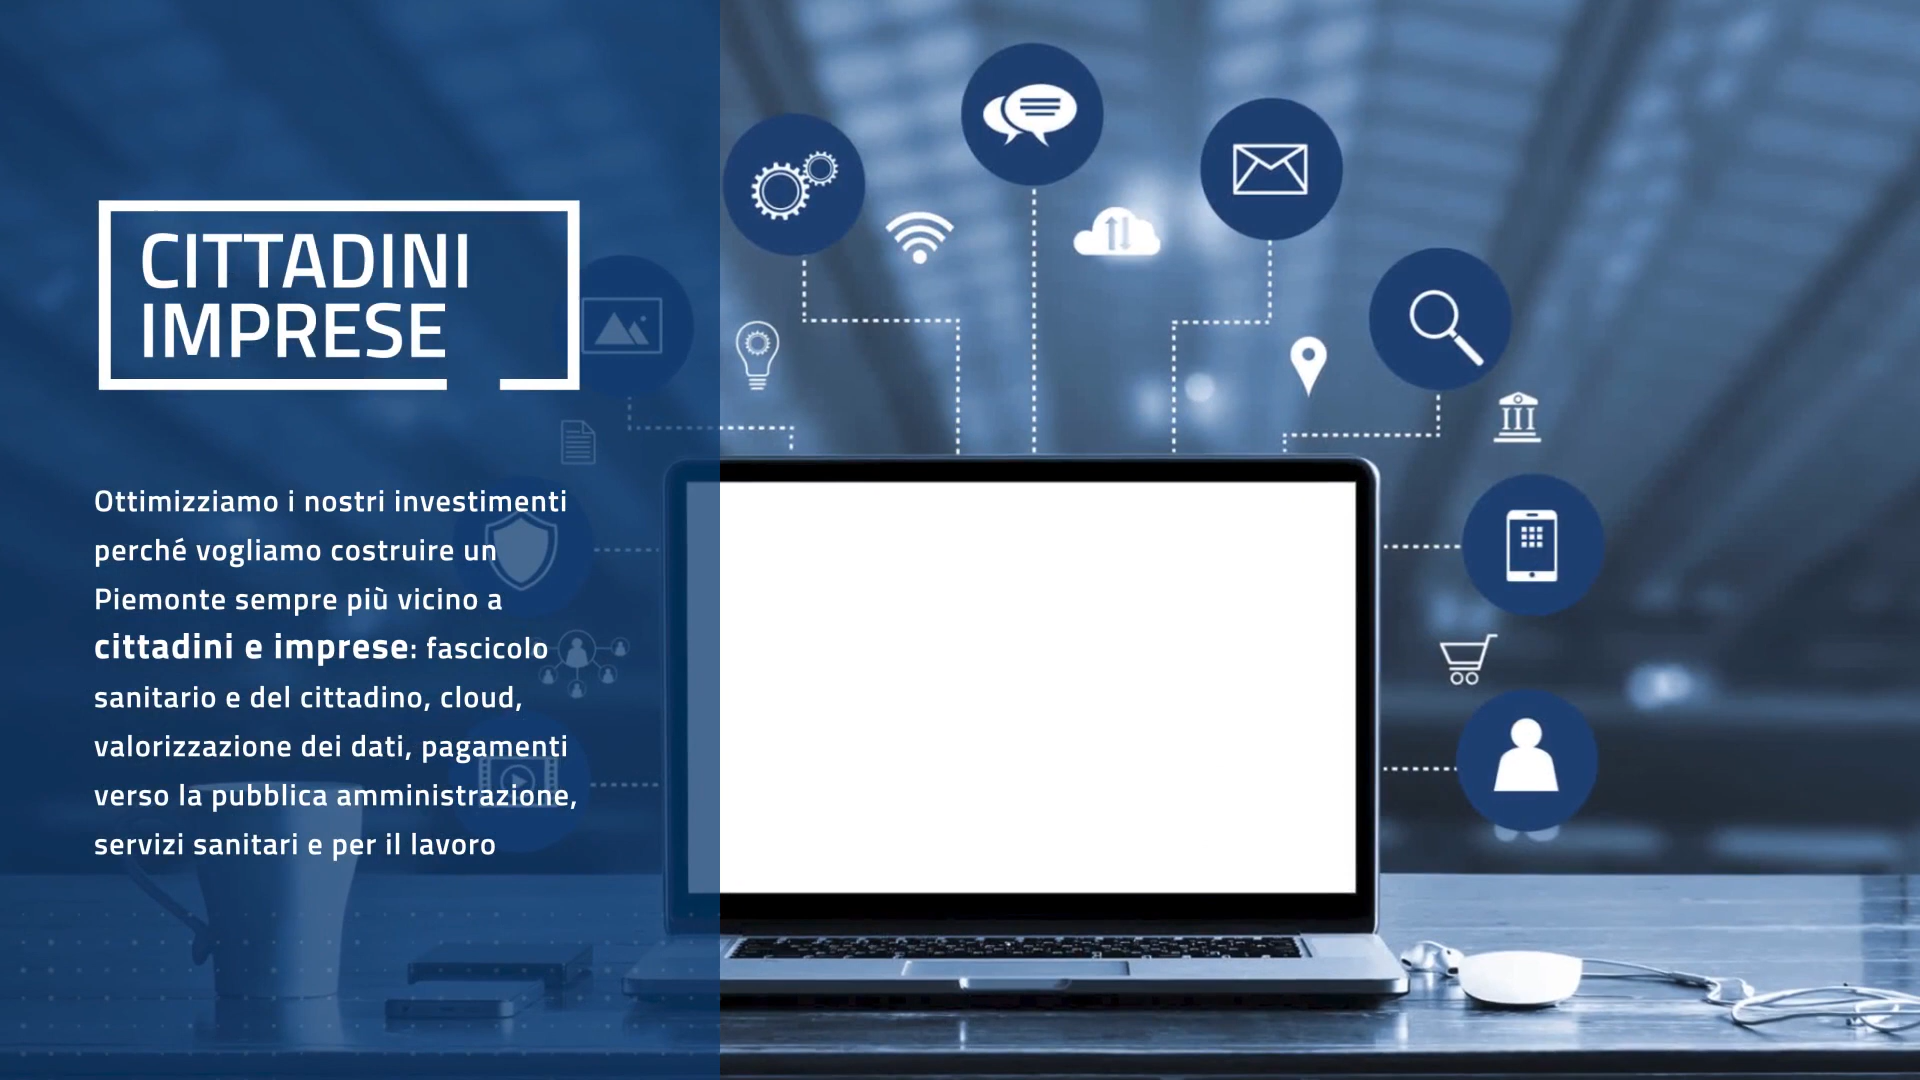 CITTADINI
IMPRESE
Ottimizziamo i nostri investimenti
perché vogliamo costruire un
Piemonte sempre più vicino a
cittadini e imprese: fascicolo
sanitario e del cittadino, cloud,
valorizzazione dei dati, pagamenti
verso la pubblica amministrazione,
servizi sanitari e per il lavoro